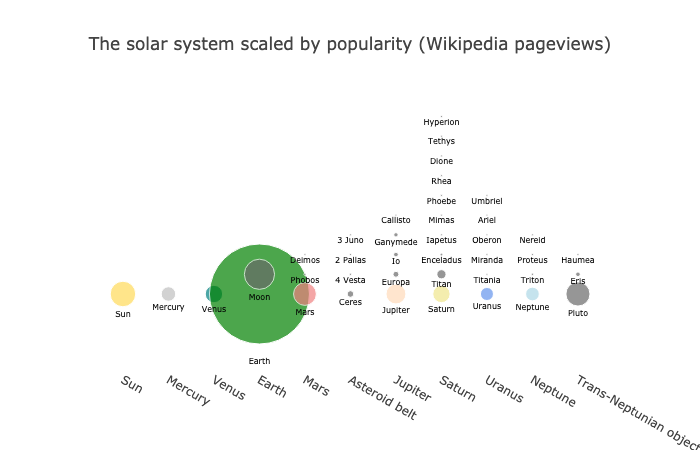 The solar system scaled by popularity (Wikipedia pageviews)
Hyperion
Tethys
Dione
Rhea
Phoebe Umbriel
Callisto Mimas Ariel
3 Juno Ganymede Iapetus Oberon Nereid
Deimos 2 Pallas Io Enceladus Miranda Proteus Haumea
Phobos 4 Vesta Europa Titan Titania Triton Eris
Moon
Sun Mercury Venus Mars Ceres Jupiter Saturn Uranus Neptune Pluto
Earth
Sun
Mercury
Venus
Earth
Mars
Asteroid belt
Jupiter
Saturn
Uranus
Neptune
Trans-Neptunian object